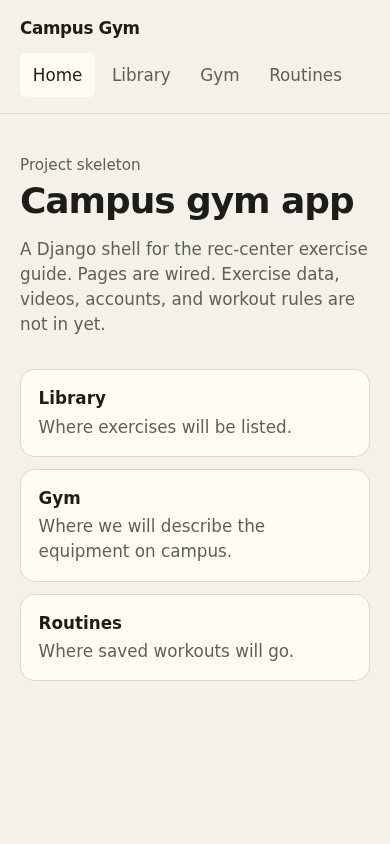 Campus Gym
Home Library Gym Routines
Project skeleton
Campus gym app
A Django shell for the rec-center exercise
guide. Pages are wired. Exercise data,
videos, accounts, and workout rules are
not in yet.
Library
Where exercises will be listed.
Gym
Where we will describe the
equipment on campus.
Routines
Where saved workouts will go.